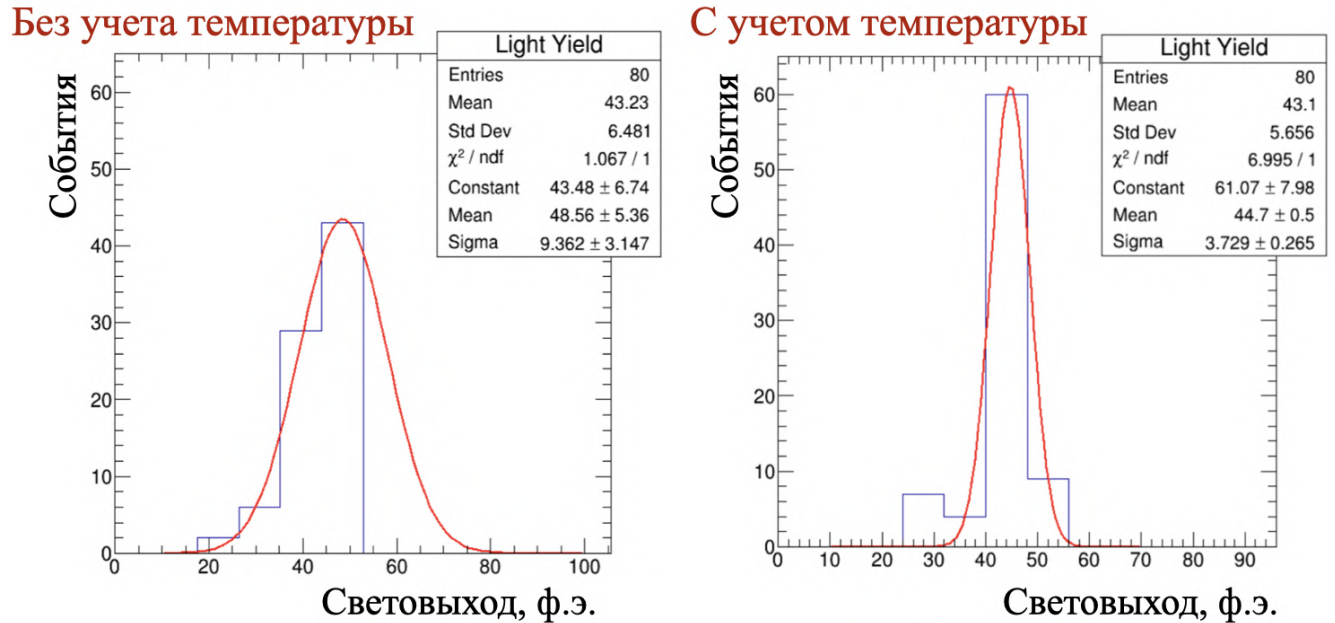 Без учета температуры
Light Yield
Entries 80
Mean 43.23
Std Dev 6.481
χ² / ndf 1.067 / 1
Constant 43.48 ± 6.74
Mean 48.56 ± 5.36
Sigma 9.362 ± 3.147
События
60
50
40
30
20
10
0
0 20 40 60 80 100
Световыход, ф.э.
С учетом температуры
Light Yield
Entries 80
Mean 43.1
Std Dev 5.656
χ² / ndf 6.995 / 1
Constant 61.07 ± 7.98
Mean 44.7 ± 0.5
Sigma 3.729 ± 0.265
События
60
50
40
30
20
10
0
0 10 20 30 40 50 60 70 80 90
Световыход, ф.э.